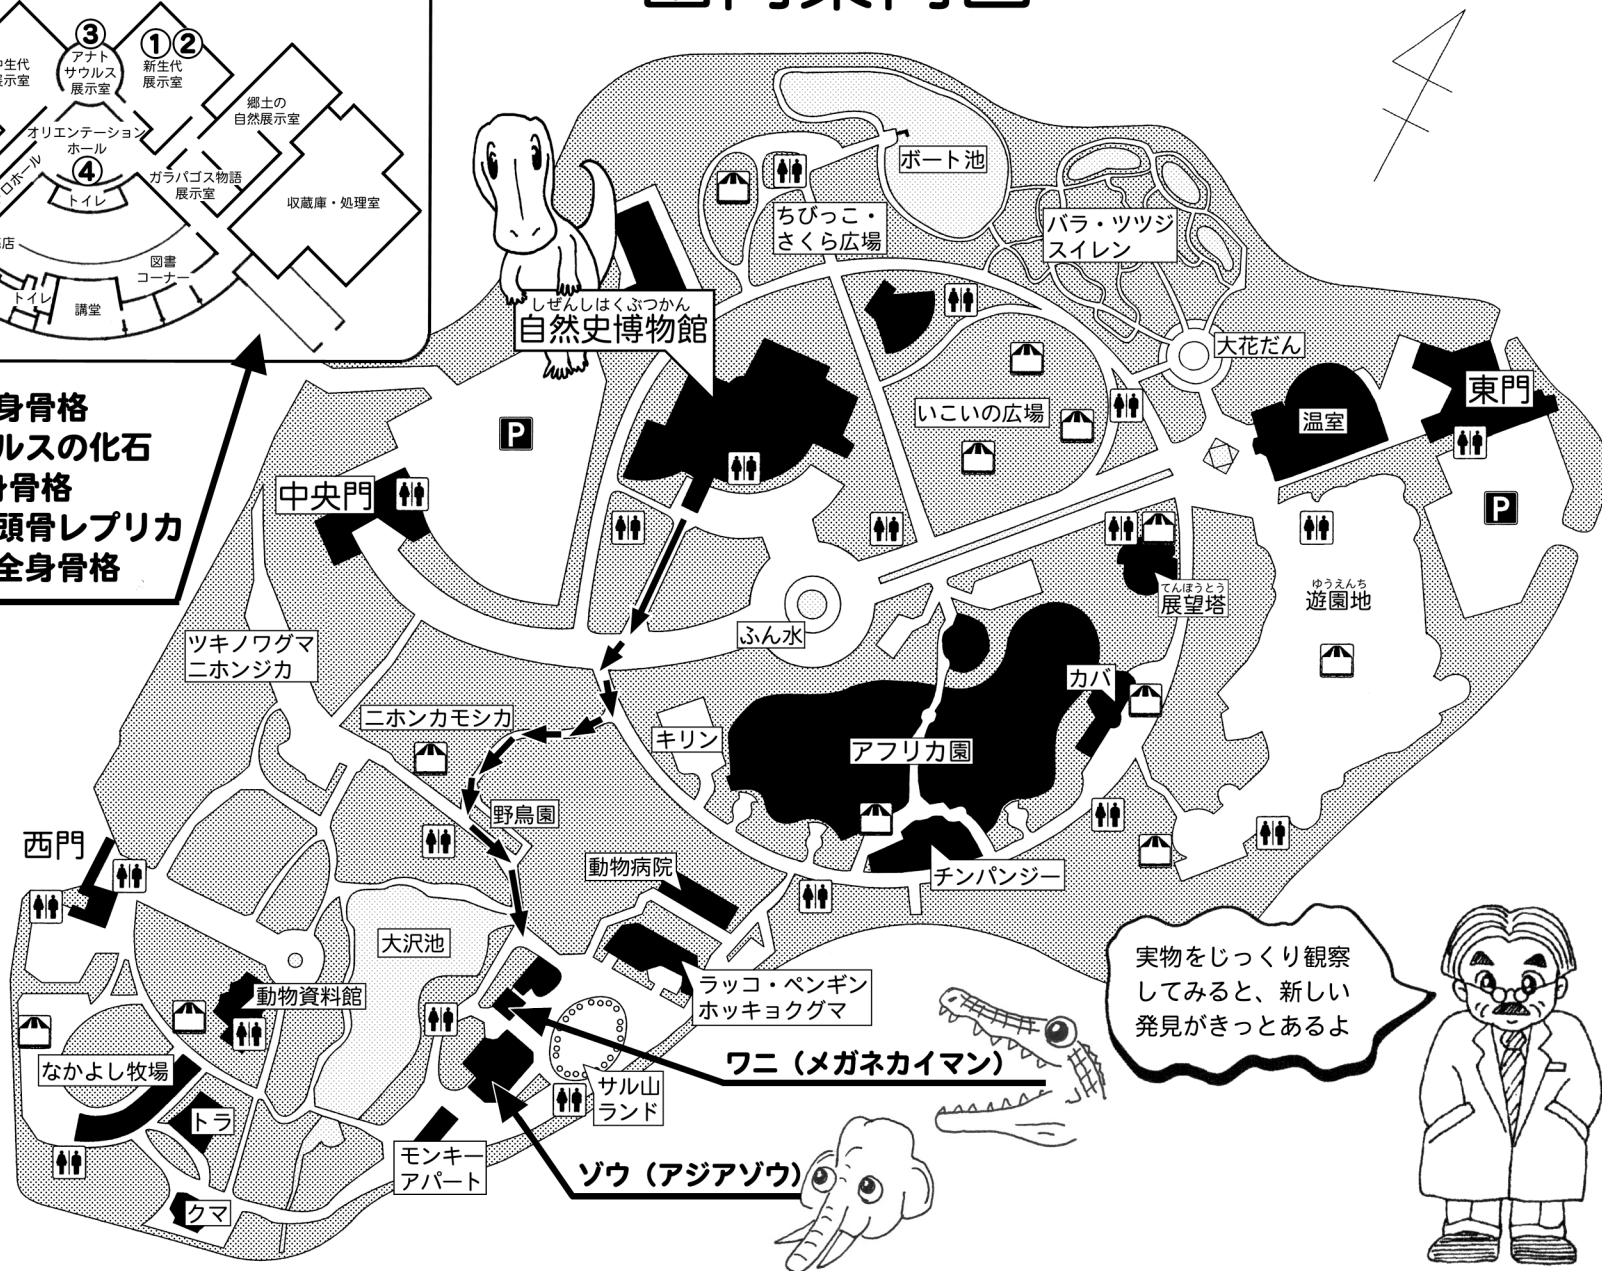 ③
アナト
サウルス
展示室
①②
新生代
展示室
生代
展示室
郷土の
自然展示室
オリエンテーション
ホール
④
トイレ
ロホール
ガラパゴス物語
展示室
収蔵庫・処理室
店
図書
コーナー
トイレ
講堂
身骨格
ルスの化石
身骨格
頭骨レプリカ
全身骨格
ボート池
ちびっこ・
さくら広場
バラ・ツツジ
スイレン
しぜんしはくぶつかん
自然史博物館
大花だん
東門
温室
いこいの広場
P
中央門
P
てんぼうとう
展望塔
ゆうえんち
遊園地
ふん水
ツキノワグマ
ニホンジカ
カバ
ニホンカモシカ
キリン
アフリカ園
野鳥園
西門
動物病院
チンパンジー
大沢池
動物資料館
ラッコ・ペンギン
ホッキョクグマ
実物をじっくり観察
してみると、新しい
発見がきっとあるよ
なかよし牧場
ワニ（メガネカイマン）
サル山
ランド
トラ
モンキー
アパート
ゾウ（アジアゾウ）
クマ